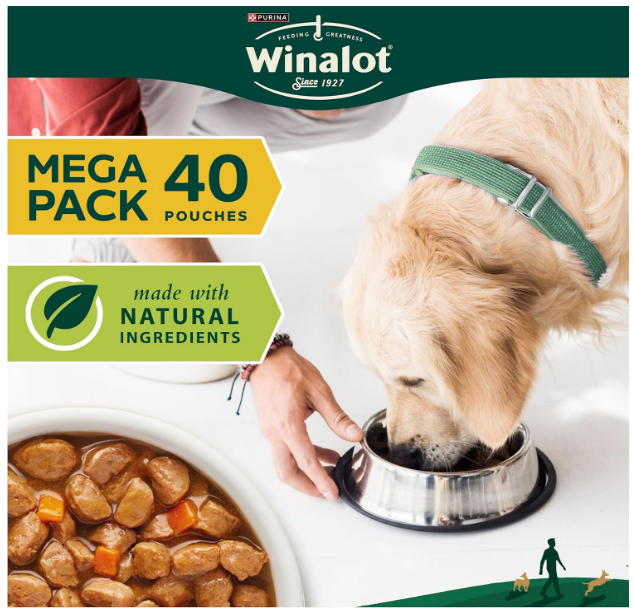 PURINA
FEEDING GREATNESS
Winalot
Since 1927
MEGA PACK
40 POUCHES
made with
NATURAL
INGREDIENTS